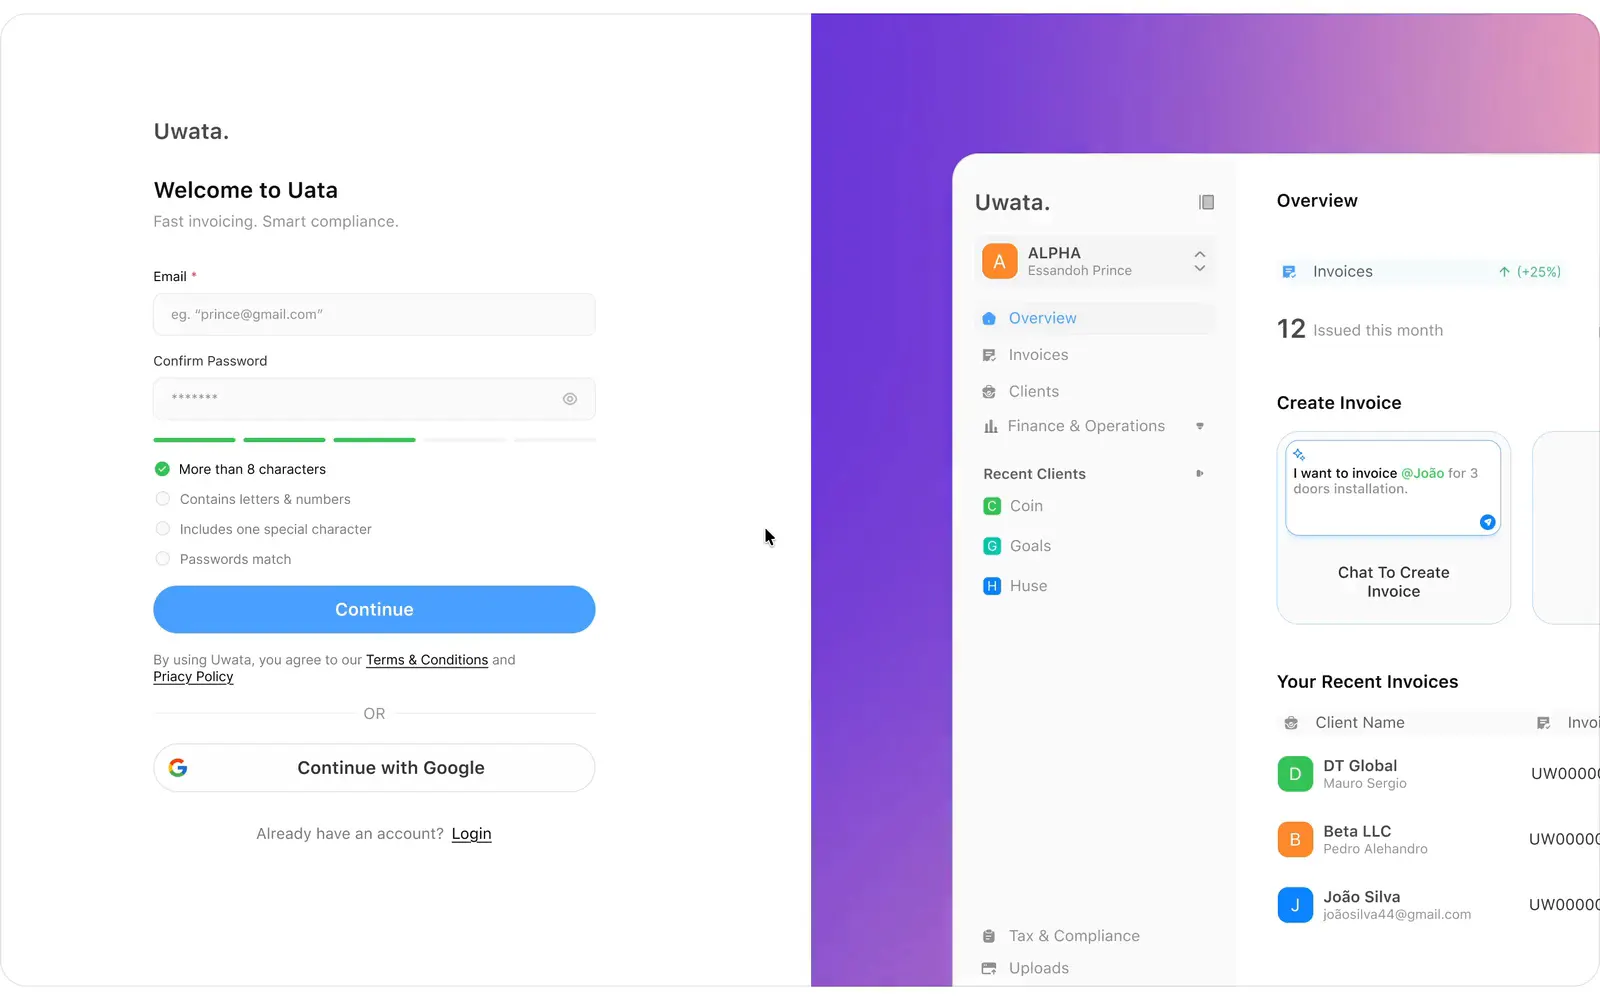 Uwata.
Welcome to Uata
Fast invoicing. Smart compliance.
Email *
eg. “prince@gmail.com”
Confirm Password
*******
More than 8 characters
Contains letters & numbers
Includes one special character
Passwords match
Continue
By using Uwata, you agree to our Terms & Conditions and
Priacy Policy
OR
Continue with Google
Already have an account? Login
Uwata.
A
ALPHA
Essandoh Prince
Overview
Invoices
Clients
Finance & Operations
Recent Clients
C Coin
G Goals
H Huse
Tax & Compliance
Uploads
Overview
Invoices
(+25%)
12 Issued this month
Create Invoice
I want to invoice @João for 3
doors installation.
Chat To Create
Invoice
Your Recent Invoices
Client Name
Invoi
D
DT Global
Mauro Sergio
UW00000
B
Beta LLC
Pedro Alehandro
UW00000
J
João Silva
joãosilva44@gmail.com
UW00000